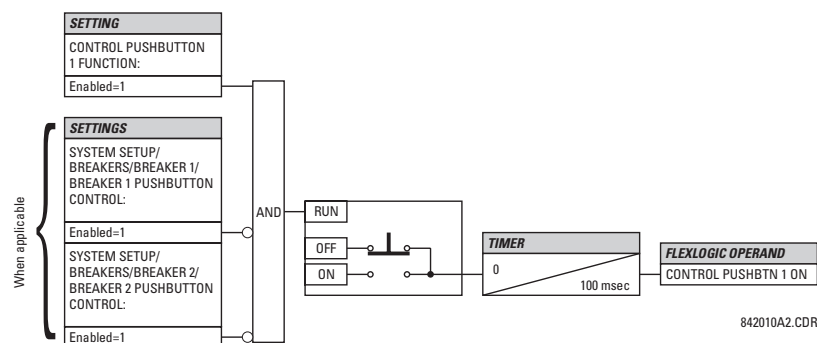 SETTING
CONTROL PUSHBUTTON
1 FUNCTION:
Enabled=1
When applicable
SETTINGS
SYSTEM SETUP/
BREAKERS/BREAKER 1/
BREAKER 1 PUSHBUTTON
CONTROL:
Enabled=1
SYSTEM SETUP/
BREAKERS/BREAKER 2/
BREAKER 2 PUSHBUTTON
CONTROL:
Enabled=1
AND
RUN
OFF
ON
TIMER
0
100 msec
FLEXLOGIC OPERAND
CONTROL PUSHBTN 1 ON
842010A2.CDR